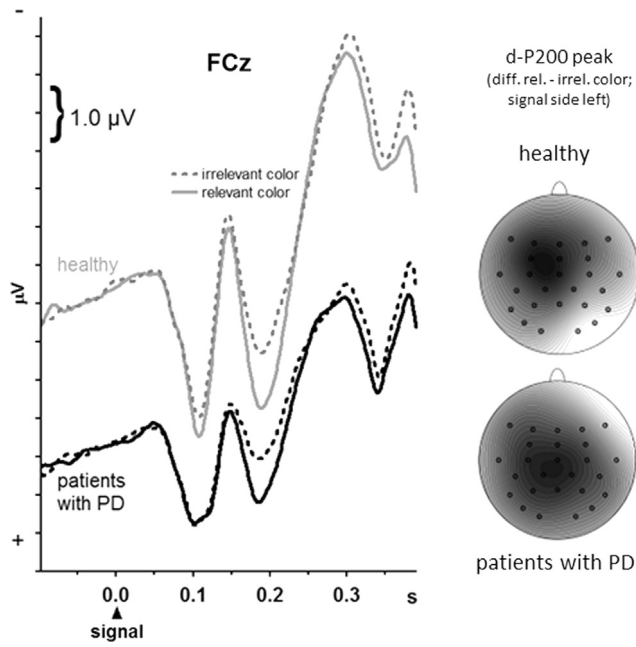 -
FCz
1.0 µV
irrelevant color
relevant color
healthy
µV
patients
with PD
+
0.0 0.1 0.2 0.3 s
signal
d-P200 peak
(diff. rel. - irrel. color;
signal side left)
healthy
patients with PD